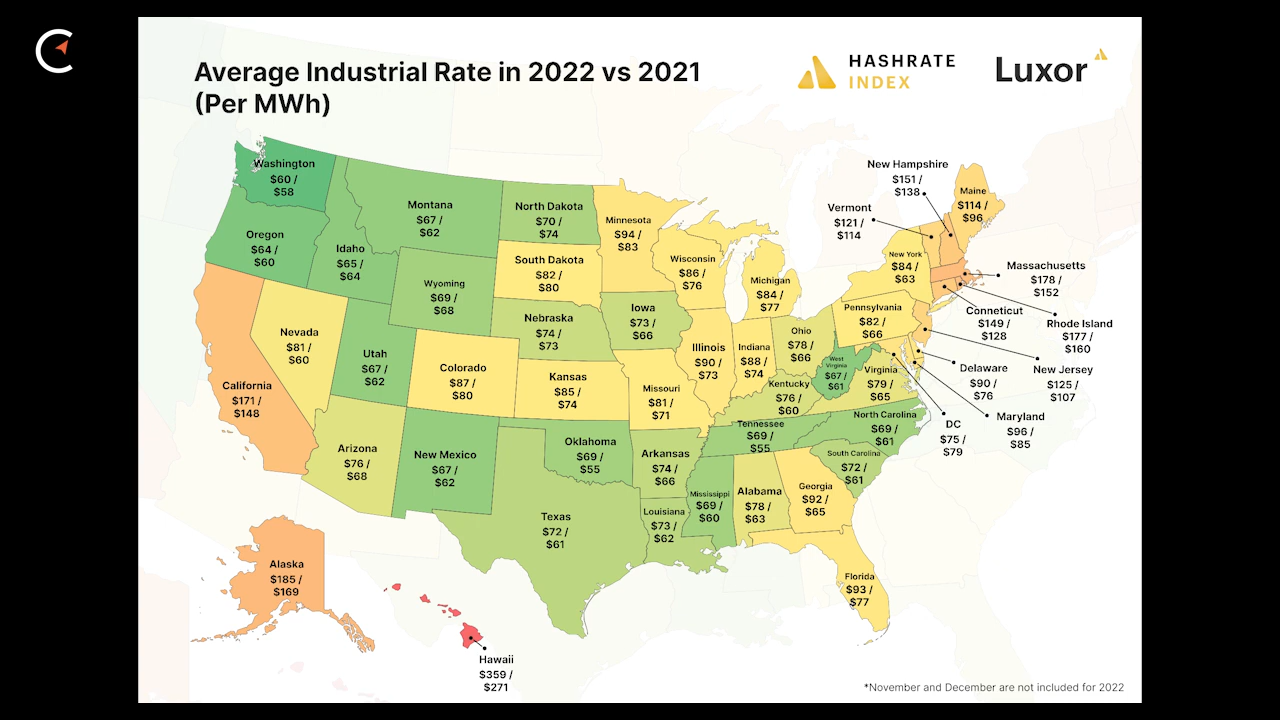 Average Industrial Rate in 2022 vs 2021
(Per MWh)
HASHRATE
INDEX
Luxor
Washington
$60 /
$58
Oregon
$64 /
$60
Idaho
$65 /
$64
Montana
$67 /
$62
North Dakota
$70 /
$74
Minnesota
$94 /
$83
South Dakota
$82 /
$80
Wyoming
$69 /
$68
Nebraska
$74 /
$73
Iowa
$73 /
$66
Wisconsin
$86 /
$76
Michigan
$84 /
$77
New York
$84 /
$63
Vermont
$121 /
$114
New Hampshire
$151 /
$138
Maine
$114 /
$96
Massachusetts
$178 /
$152
Rhode Island
$177 /
$160
Connecticut
$149 /
$128
New Jersey
$125 /
$107
Delaware
$90 /
$76
Maryland
$96 /
$85
DC
$75 /
$79
Pennsylvania
$82 /
$66
Ohio
$78 /
$66
Indiana
$88 /
$74
Illinois
$90 /
$73
West
Virginia
$67 /
$61
Virginia
$79 /
$65
Kentucky
$76 /
$60
Missouri
$81 /
$71
Kansas
$85 /
$74
Colorado
$87 /
$80
Utah
$67 /
$62
Nevada
$81 /
$60
California
$171 /
$148
Arizona
$76 /
$68
New Mexico
$67 /
$62
Oklahoma
$69 /
$55
Arkansas
$74 /
$66
Tennessee
$69 /
$55
North Carolina
$69 /
$61
South Carolina
$72 /
$61
Georgia
$92 /
$65
Alabama
$78 /
$63
Mississippi
$69 /
$60
Louisiana
$73 /
$62
Texas
$72 /
$61
Florida
$93 /
$77
Alaska
$185 /
$169
Hawaii
$359 /
$271
*November and December are not included for 2022